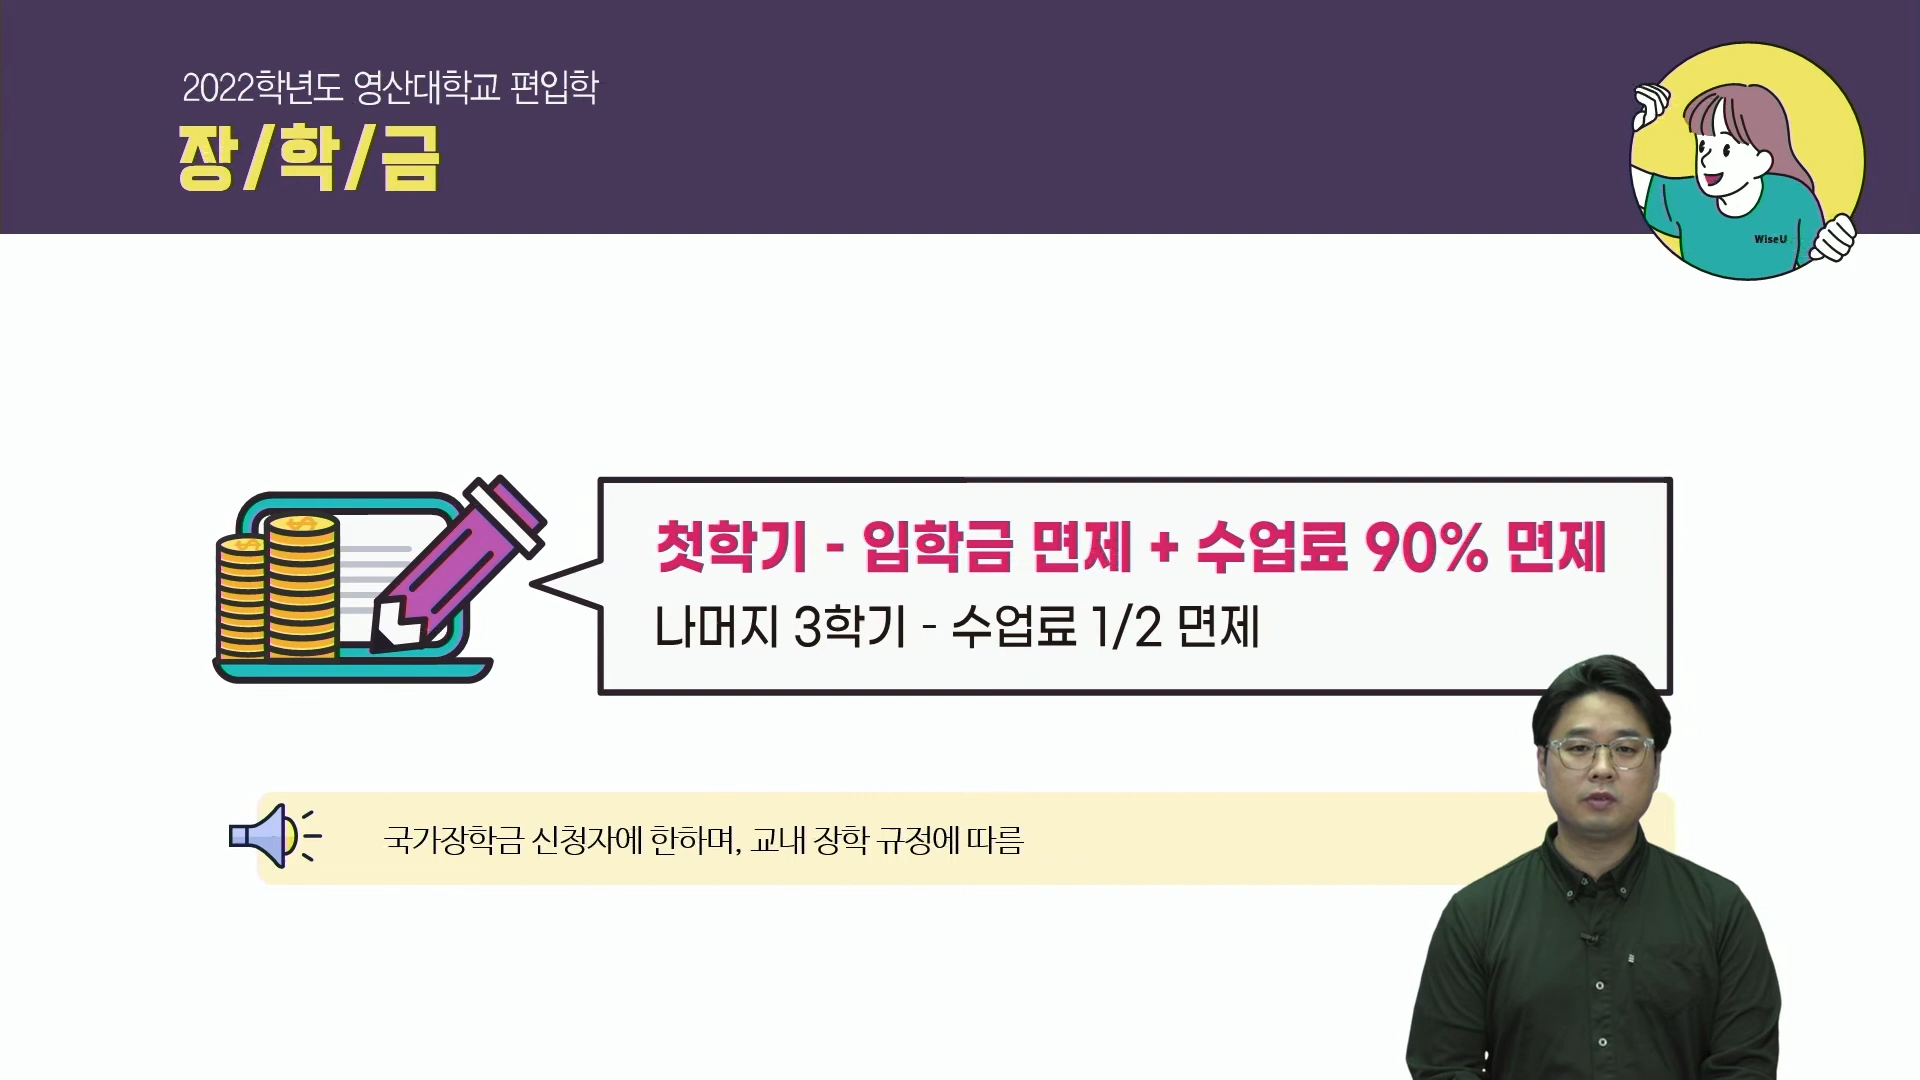 2022학년도 영산대학교 편입학
장/학/금
WiseU
첫학기 - 입학금 면제 + 수업료 90% 면제
나머지 3학기 - 수업료 1/2 면제
국가장학금 신청자에 한하며, 교내 장학 규정에 따름